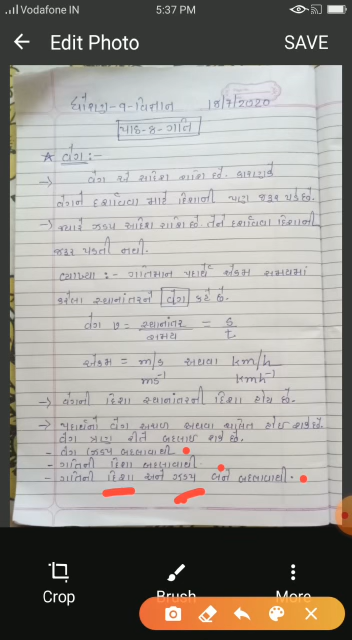 Vodafone IN
5:37 PM
Edit Photo
SAVE
ધોરણ-૯-વિજ્ઞાન 18/7/2020
પાઠ-૪-ગતિ
* વેગ :-
→ વેગ એ સદિશ રાશિ છે. કારણકે
વેગને દર્શાવવા માટે દિશાની પણ જરૂર પડે છે.
→ જ્યારે ઝડપ અદિશ રાશિ છે તેને દર્શાવવા દિશાની
જરૂર પડતી નથી.
વ્યાખ્યા :- ગતિમાન પદાર્થે એકમ સમયમાં
કરેલા સ્થાનાંતરને વેગ કહે છે.
વેગ v = સ્થાનાંતર / સમય = s / t
એકમ = m/s અથવા km/h
ms⁻¹ kmh⁻¹
→ વેગની દિશા સ્થાનાંતરની દિશા હોય છે.
→ પદાર્થનો વેગ અચળ અથવા હોય શકે છે.
વેગ ત્રણ રીતે બદલાય શકે છે.
- વેગ ઝડપ બદલાવાથી
- ગતિની દિશા બદલાવાથી.
- ગતિની દિશા અને ઝડપ બંને બદલાવાથી.
Crop
Brush
More